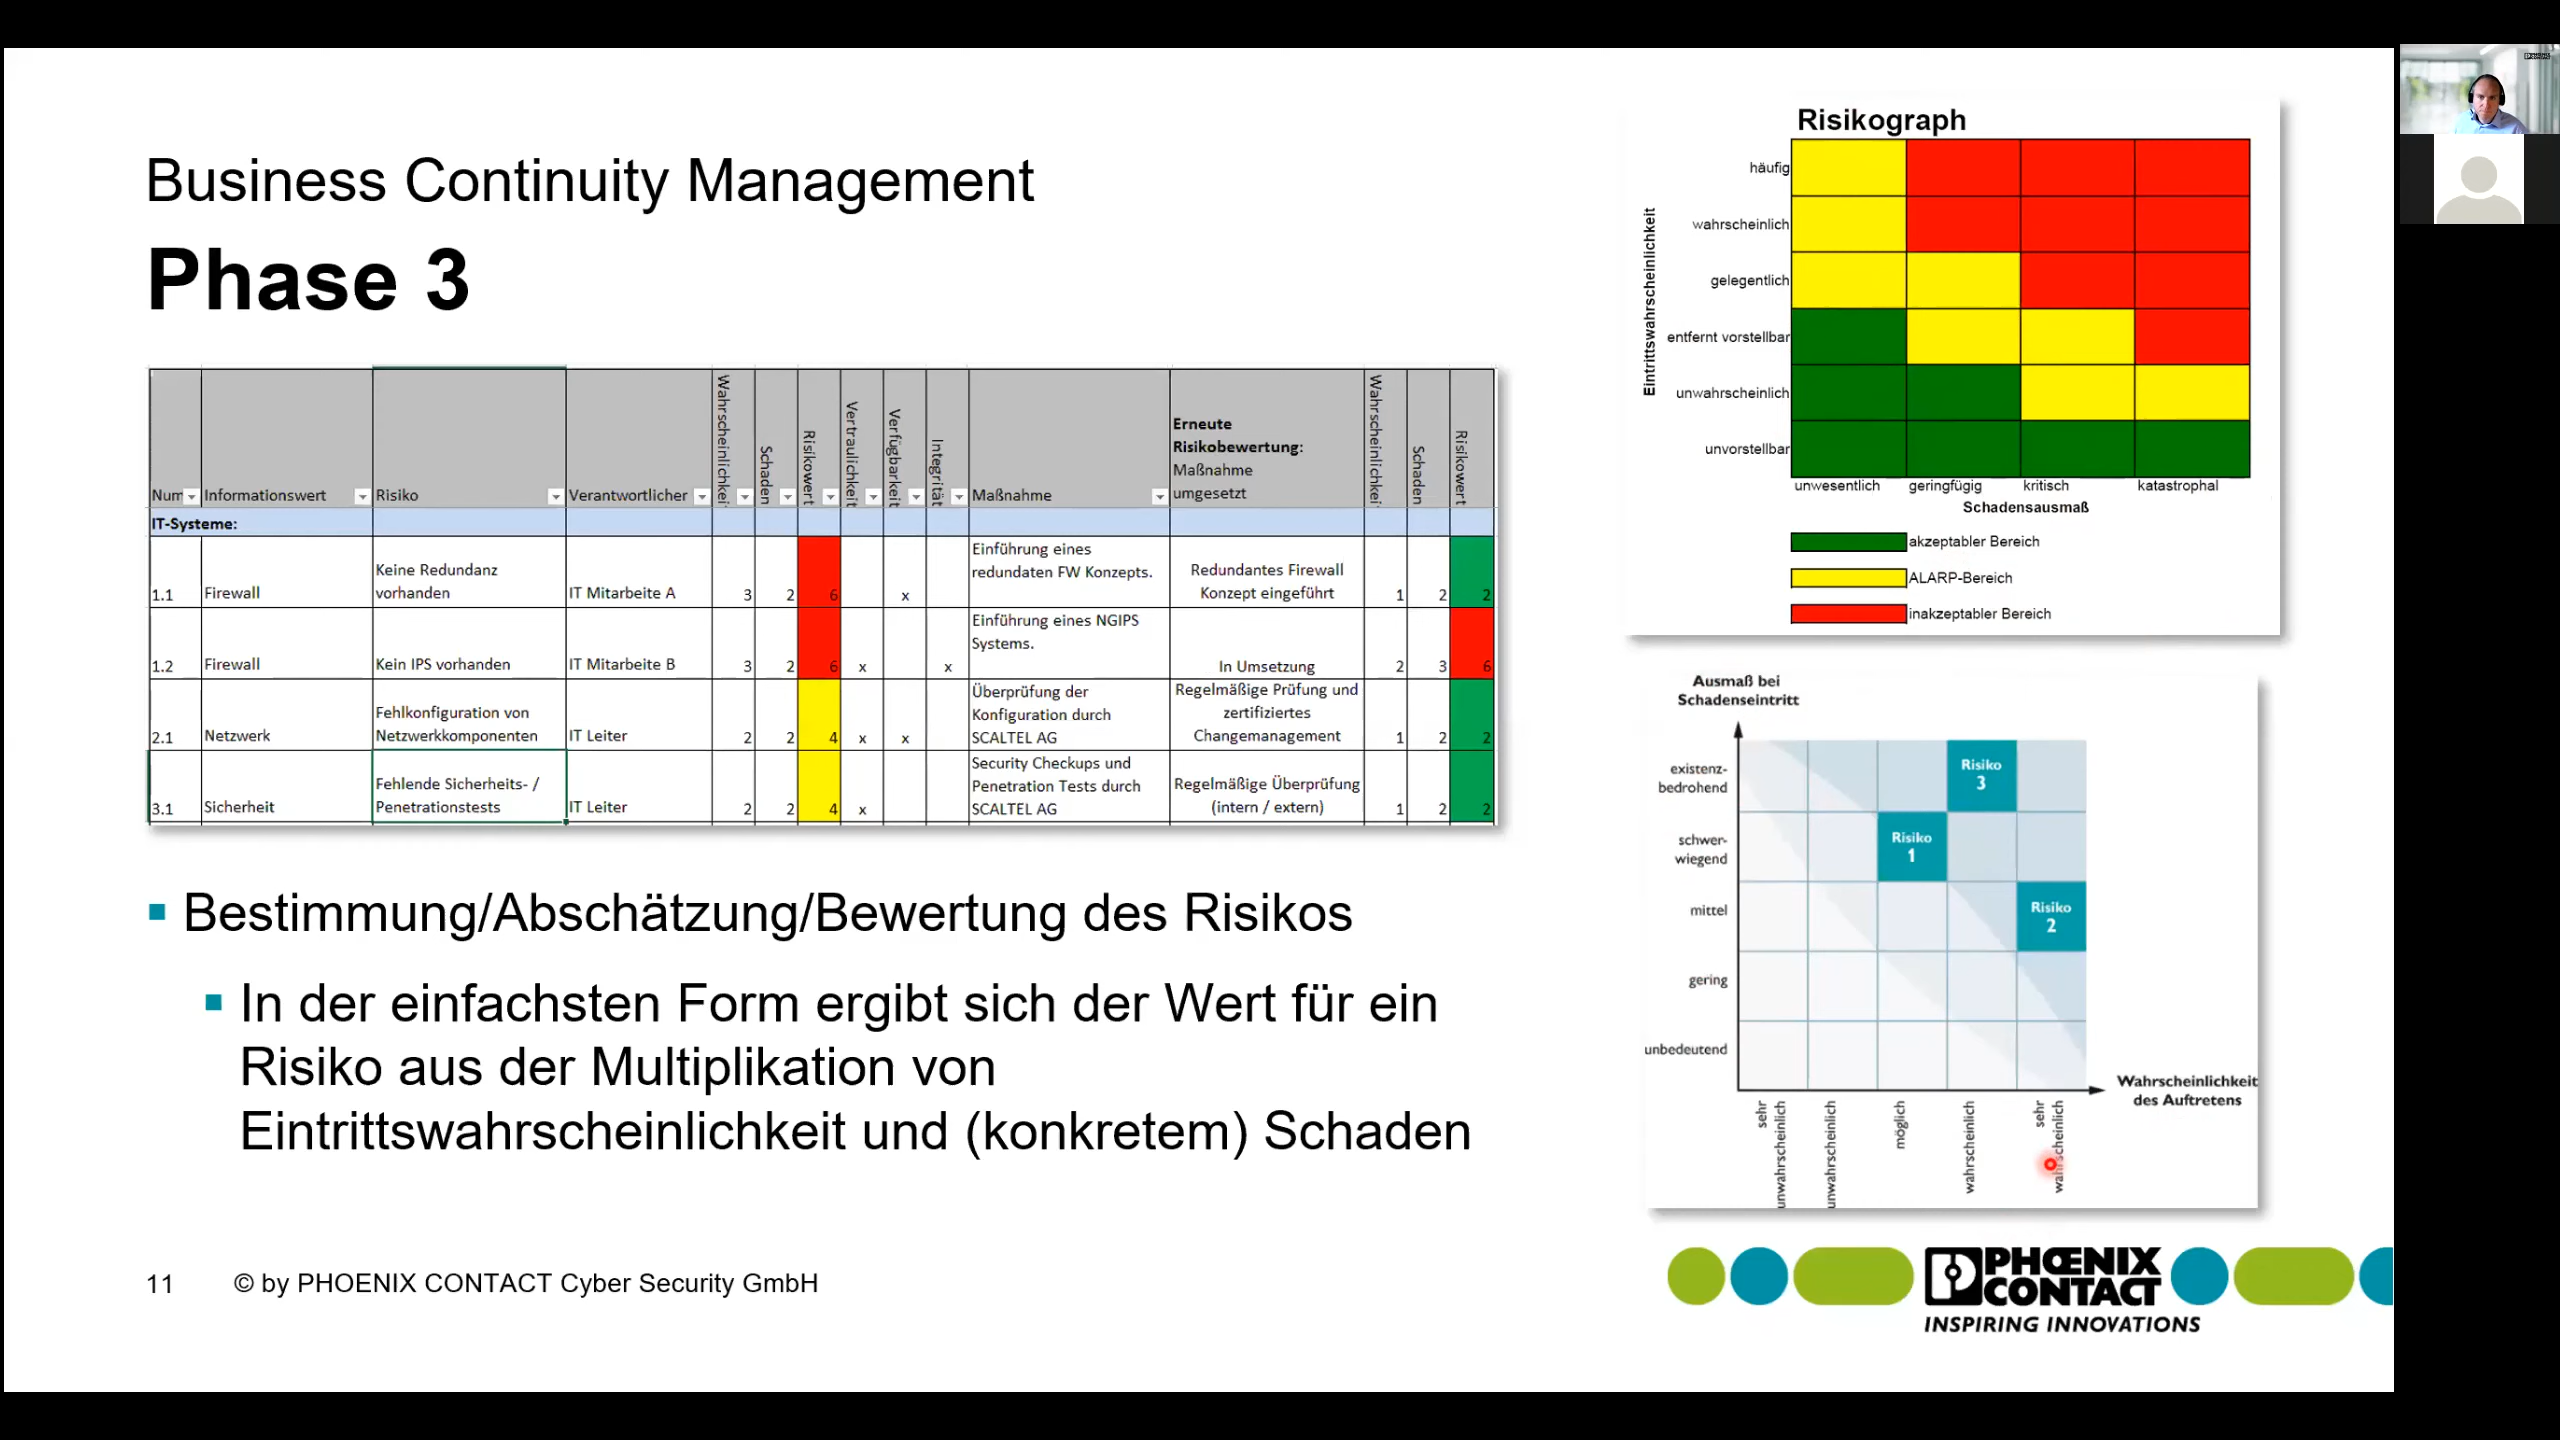 Business Continuity Management
Phase 3
Num Informationswert Risiko Verantwortlicher Wahrscheinlichkei Schaden Risikowert Vertraulichkeit Verfügbarkeit Integrität Maßnahme Erneute Risikobewertung: Maßnahme umgesetzt Wahrscheinlichkei Schaden Risikowert
IT-Systeme:
1.1 Firewall Keine Redundanz vorhanden IT Mitarbeite A 3 2 6 x Einführung eines redundaten FW Konzepts. Redundantes Firewall Konzept eingeführt 1 2 2
1.2 Firewall Kein IPS vorhanden IT Mitarbeite B 3 2 6 x x Einführung eines NGIPS Systems. In Umsetzung 2 3 6
2.1 Netzwerk Fehlkonfiguration von Netzwerkkomponenten IT Leiter 2 2 4 x x Überprüfung der Konfiguration durch SCALTEL AG Regelmäßige Prüfung und zertifiziertes Changemanagement 1 2 2
3.1 Sicherheit Fehlende Sicherheits- / Penetrationstests IT Leiter 2 2 4 x Security Checkups und Penetration Tests durch SCALTEL AG Regelmäßige Überprüfung (intern / extern) 1 2 2
Bestimmung/Abschätzung/Bewertung des Risikos
In der einfachsten Form ergibt sich der Wert für ein
Risiko aus der Multiplikation von
Eintrittswahrscheinlichkeit und (konkretem) Schaden
Risikograph
Eintrittswahrscheinlichkeit
häufig
wahrscheinlich
gelegentlich
entfernt vorstellbar
unwahrscheinlich
unvorstellbar
unwesentlich geringfügig kritisch katastrophal
Schadensausmaß
akzeptabler Bereich
ALARP-Bereich
inakzeptabler Bereich
Ausmaß bei
Schadenseintritt
existenz-
bedrohend
schwer-
wiegend
mittel
gering
unbedeutend
Risiko
3
Risiko
1
Risiko
2
Wahrscheinlichkeit
des Auftretens
sehr
unwahrscheinlich
unwahrscheinlich
möglich
wahrscheinlich
sehr
wahrscheinlich
11 © by PHOENIX CONTACT Cyber Security GmbH
PHŒNIX
CONTACT
INSPIRING INNOVATIONS